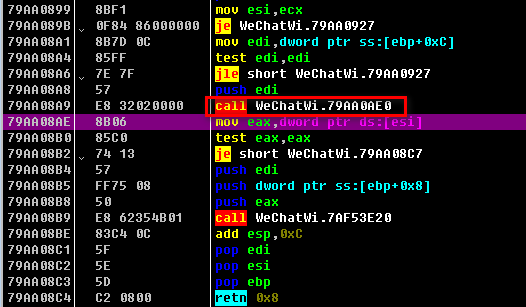 79AA0899 8BF1 mov esi,ecx
79AA089B 0F84 86000000 je WeChatWi.79AA0927
79AA08A1 8B7D 0C mov edi,dword ptr ss:[ebp+0xC]
79AA08A4 85FF test edi,edi
79AA08A6 7E 7F jle short WeChatWi.79AA0927
79AA08A8 57 push edi
79AA08A9 E8 32020000 call WeChatWi.79AA0AE0
79AA08AE 8B06 mov eax,dword ptr ds:[esi]
79AA08B0 85C0 test eax,eax
79AA08B2 74 13 je short WeChatWi.79AA08C7
79AA08B4 57 push edi
79AA08B5 FF75 08 push dword ptr ss:[ebp+0x8]
79AA08B8 50 push eax
79AA08B9 E8 62354B01 call WeChatWi.7AF53E20
79AA08BE 83C4 0C add esp,0xC
79AA08C1 5F pop edi
79AA08C2 5E pop esi
79AA08C3 5D pop ebp
79AA08C4 C2 0800 retn 0x8